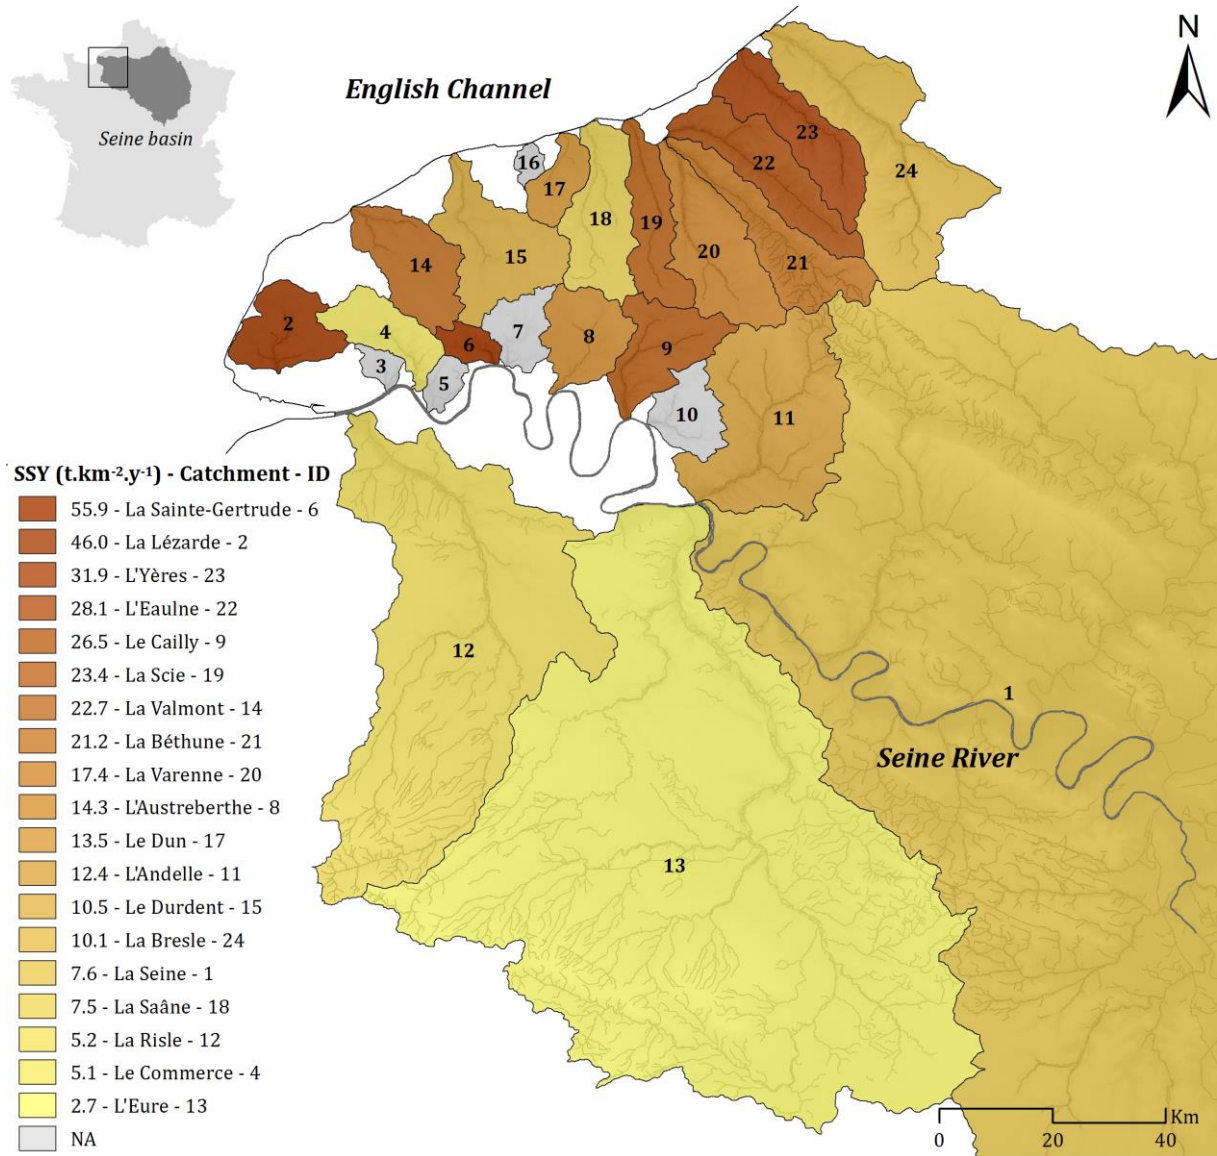 N
English Channel
Seine basin
23
16
22
24
17
18
19
20
14
15
21
2
4
7
8
6
9
3
5
10
11
SSY (t.km-2.y-1) - Catchment - ID
55.9 - La Sainte-Gertrude - 6
46.0 - La Lézarde - 2
31.9 - L'Yères - 23
28.1 - L'Eaulne - 22
26.5 - Le Cailly - 9
23.4 - La Scie - 19
22.7 - La Valmont - 14
21.2 - La Béthune - 21
17.4 - La Varenne - 20
14.3 - L'Austreberthe - 8
13.5 - Le Dun - 17
12.4 - L'Andelle - 11
10.5 - Le Durdent - 15
10.1 - La Bresle - 24
7.6 - La Seine - 1
7.5 - La Saâne - 18
5.2 - La Risle - 12
5.1 - Le Commerce - 4
2.7 - L'Eure - 13
NA
12
1
Seine River
13
Km
0 20 40